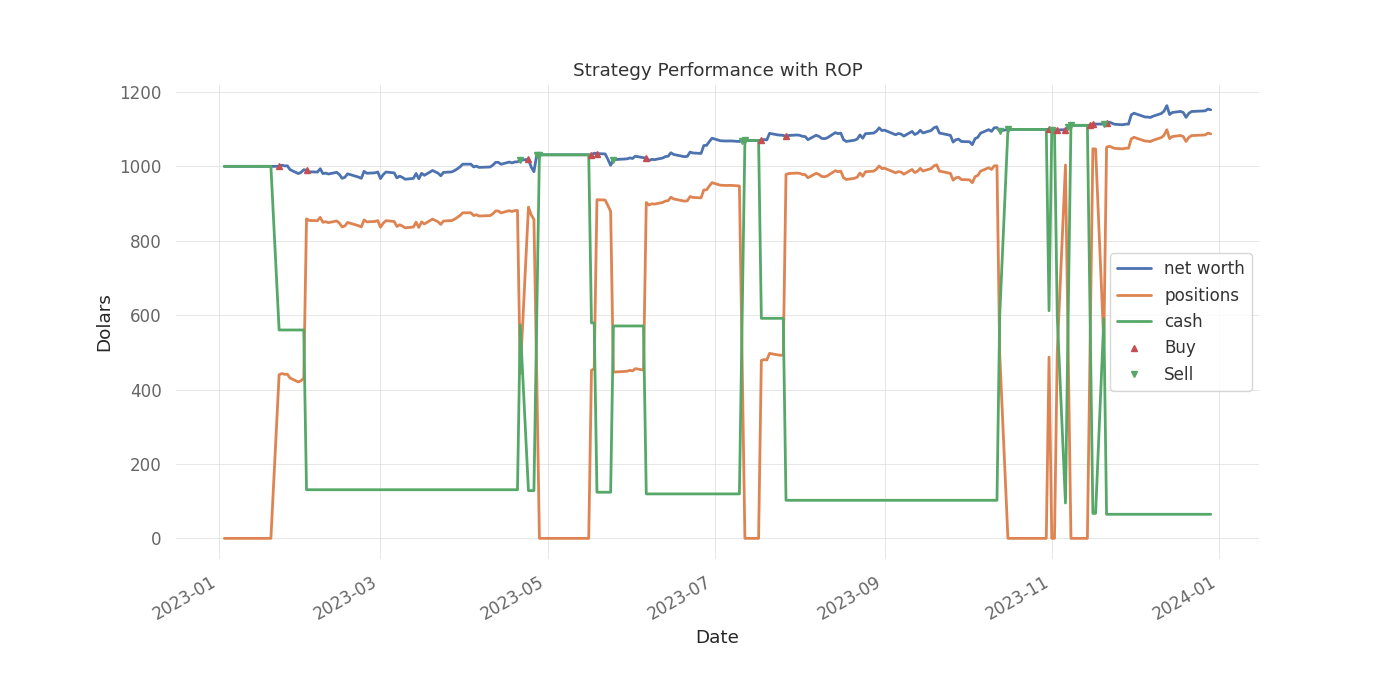 Strategy Performance with ROP
1200
1000
800
600
400
200
0
Dolars
net worth
positions
cash
Buy
Sell
2023-01
2023-03
2023-05
2023-07
2023-09
2023-11
2024-01
Date